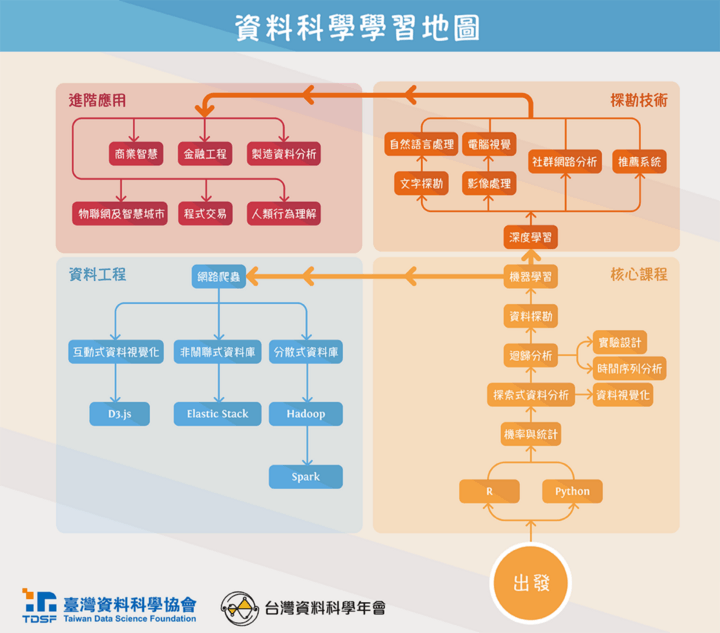 資料科學學習地圖
進階應用
商業智慧
金融工程
製造資料分析
物聯網及智慧城市
程式交易
人類行為理解
探勘技術
自然語言處理
電腦視覺
社群網路分析
推薦系統
文字探勘
影像處理
深度學習
資料工程
網路爬蟲
互動式資料視覺化
非關聯式資料庫
分散式資料庫
D3.js
Elastic Stack
Hadoop
Spark
核心課程
機器學習
資料探勘
迴歸分析
實驗設計
時間序列分析
探索式資料分析
資料視覺化
機率與統計
R
Python
出發
TDSF
臺灣資料科學協會
Taiwan Data Science Foundation
台灣資料科學年會